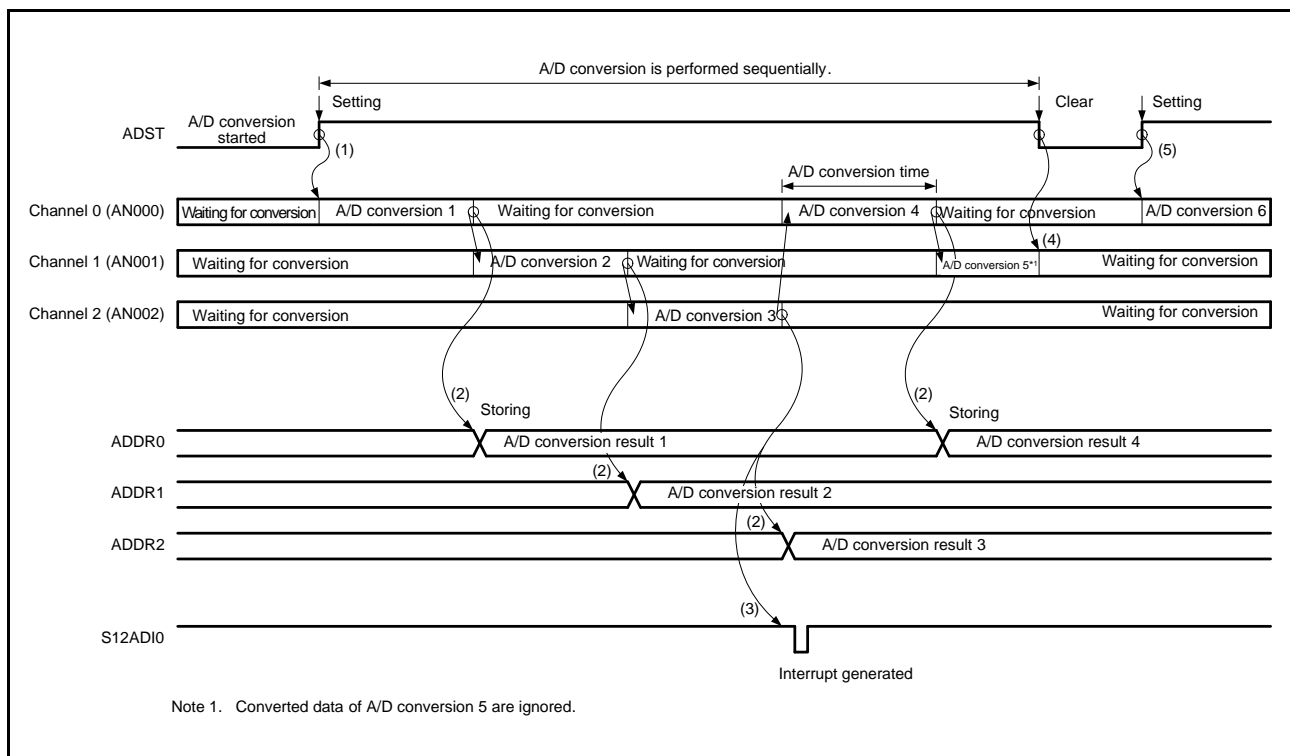 A/D conversion is performed sequentially.
Setting
Clear
Setting
ADST
A/D conversion
started
(1)
(5)
A/D conversion time
Channel 0 (AN000)
Waiting for conversion
A/D conversion 1
Waiting for conversion
A/D conversion 4
Waiting for conversion
A/D conversion 6
(4)
Channel 1 (AN001)
Waiting for conversion
A/D conversion 2
Waiting for conversion
A/D conversion 5*1
Waiting for conversion
Channel 2 (AN002)
Waiting for conversion
A/D conversion 3
Waiting for conversion
(2)
Storing
(2)
Storing
ADDR0
A/D conversion result 1
A/D conversion result 4
(2)
ADDR1
A/D conversion result 2
(2)
ADDR2
A/D conversion result 3
(3)
S12ADI0
Interrupt generated
Note 1. Converted data of A/D conversion 5 are ignored.